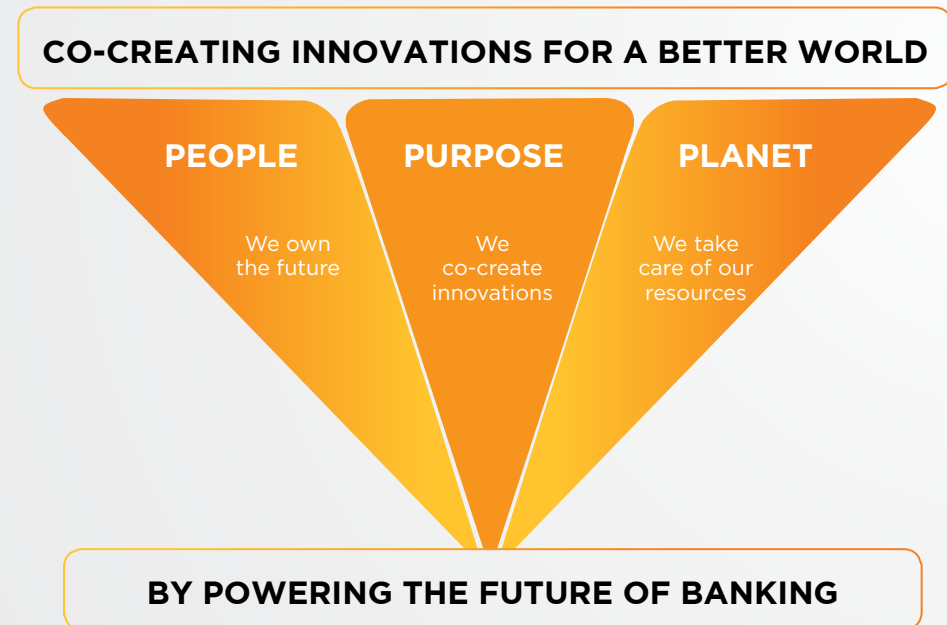 CO-CREATING INNOVATIONS FOR A BETTER WORLD
PEOPLE
We own
the future
PURPOSE
We
co-create
innovations
PLANET
We take
care of our
resources
BY POWERING THE FUTURE OF BANKING